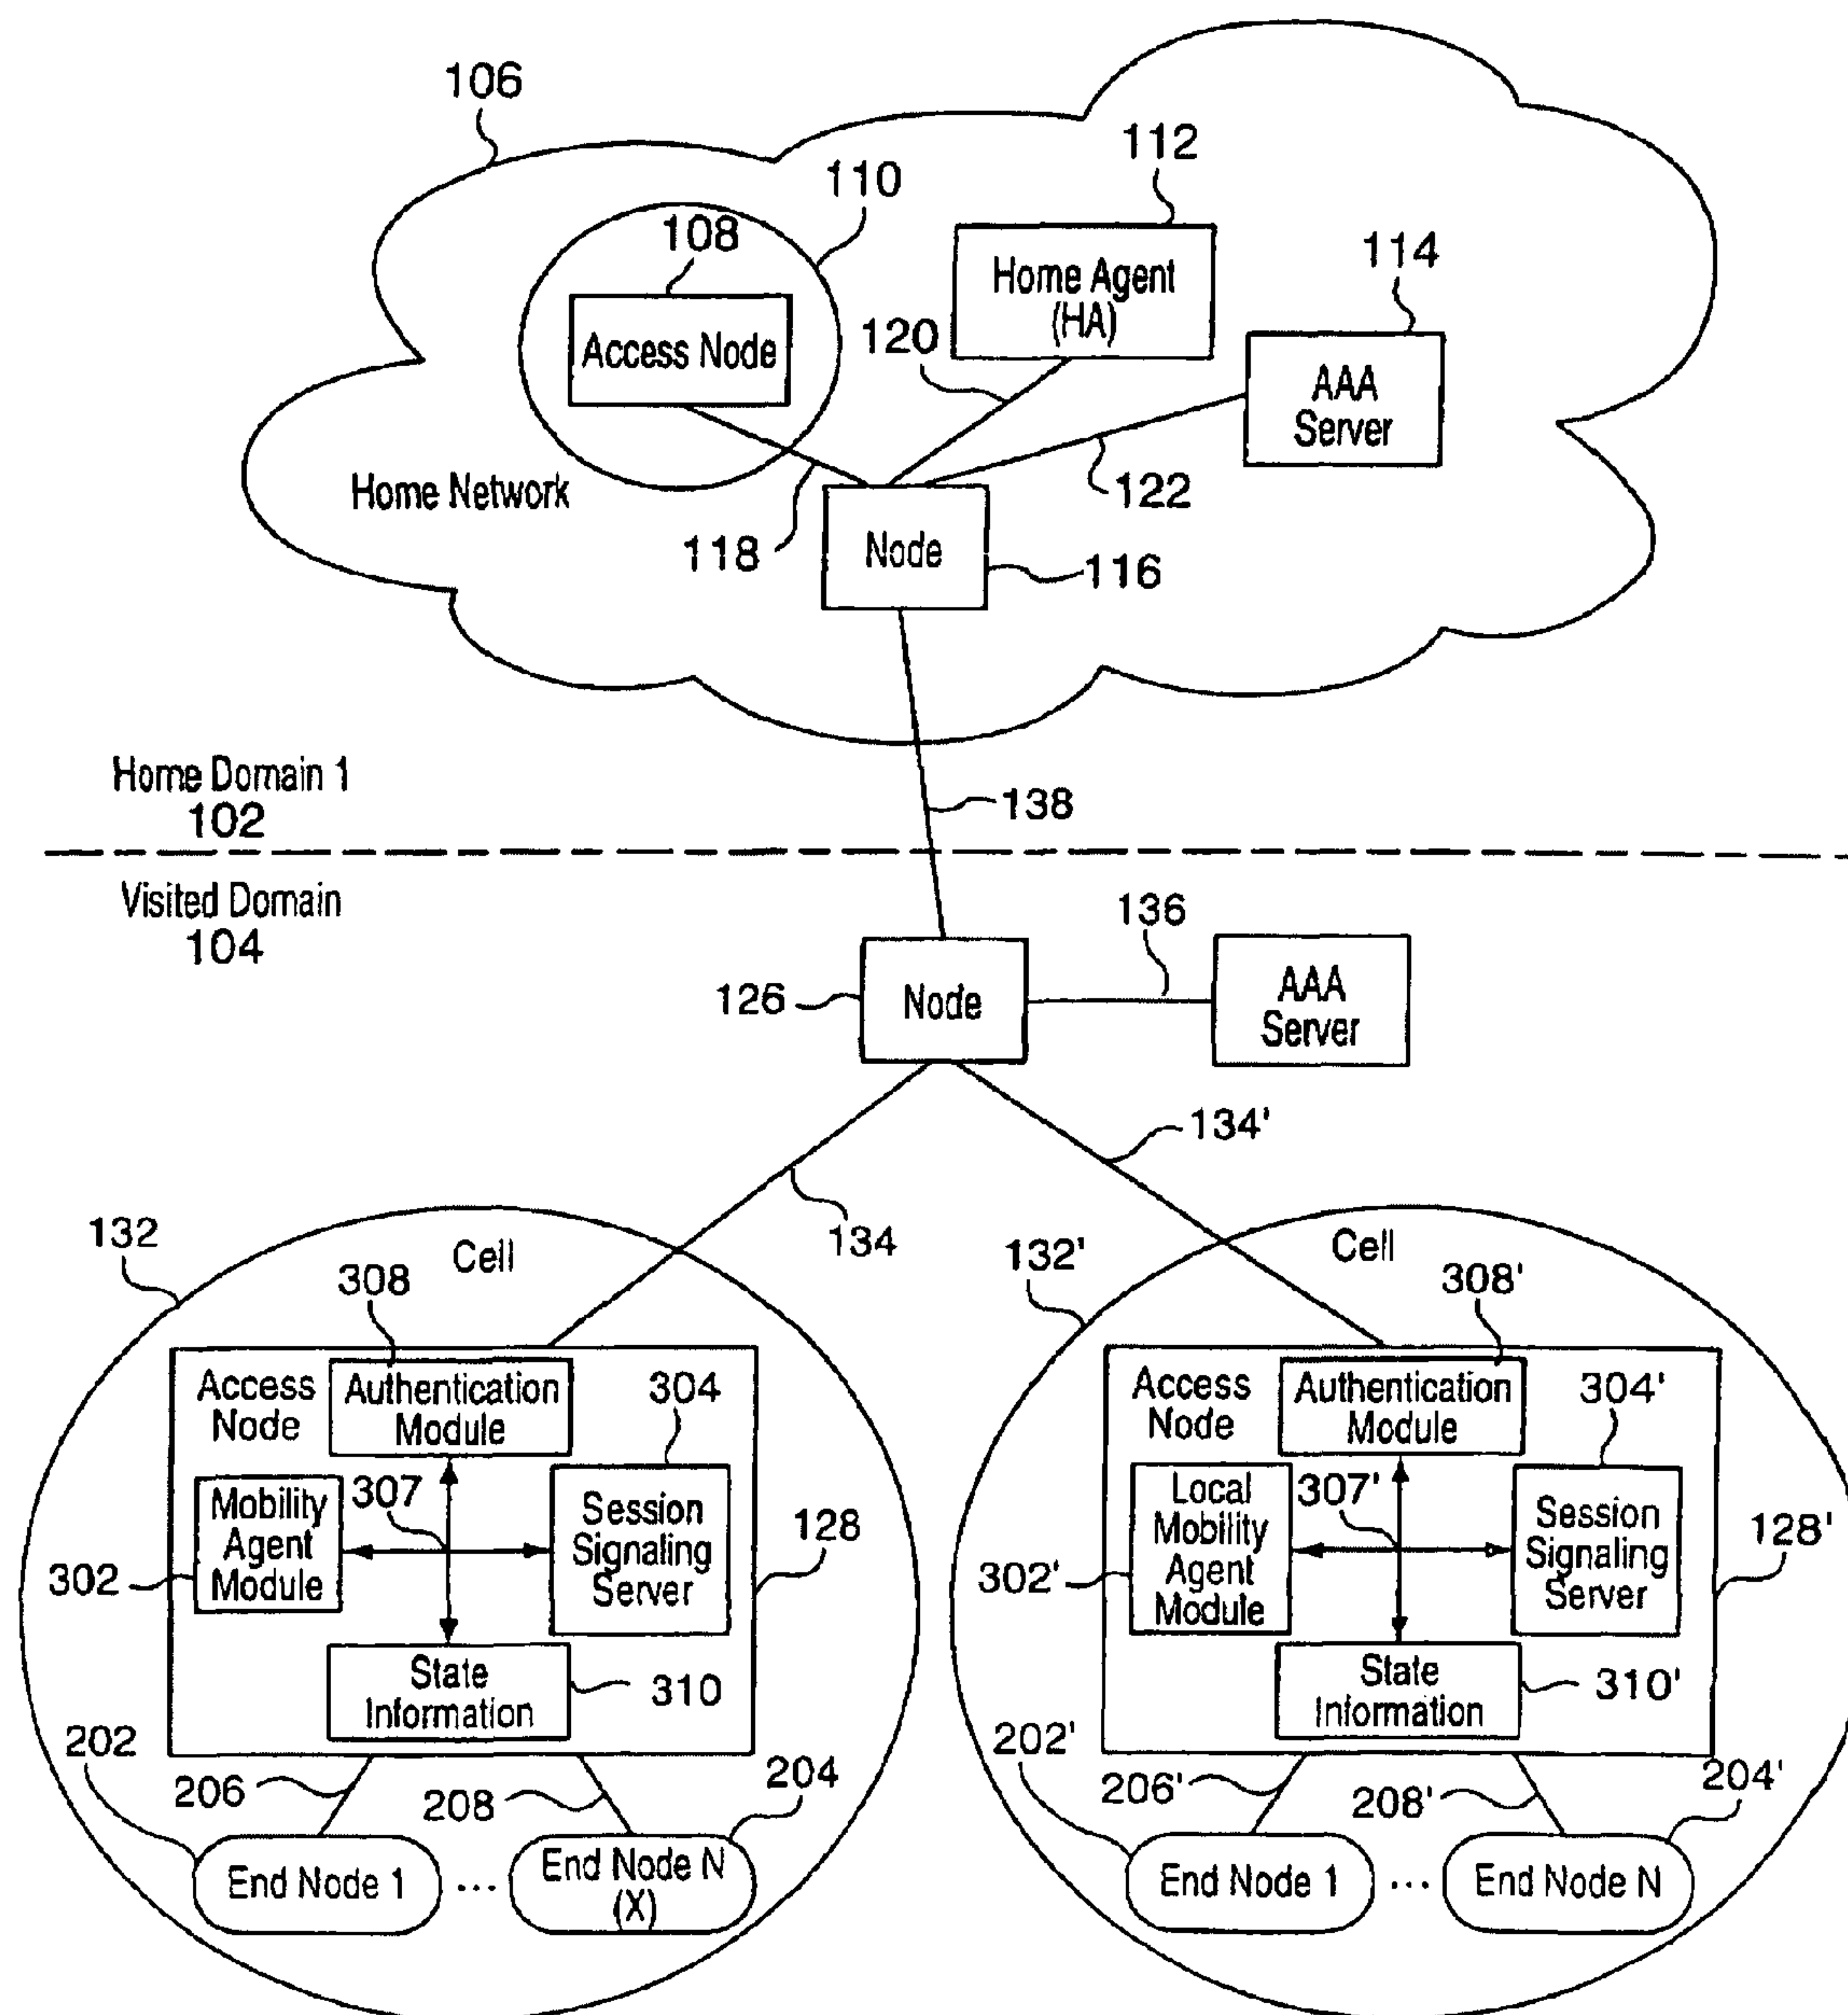 106
112
110
108
114
Home Agent
(HA)
Access Node
120
AAA
Server
Home Network
122
118
Node
116
Home Domain 1
102
138
Visited Domain
104
136
126
Node
AAA
Server
134'
134
132
Cell
308
Access
Node
Authentication
Module
304
Mobility
Agent
Module
307
Session
Signaling
Server
128
302
State
Information
310
202
206
208
204
End Node 1
...
End Node N
(X)
132'
Cell
308'
Access
Node
Authentication
Module
304'
Local
Mobility
Agent
Module
307'
Session
Signaling
Server
128'
302'
State
Information
310'
202'
206'
208'
204'
End Node 1
...
End Node N